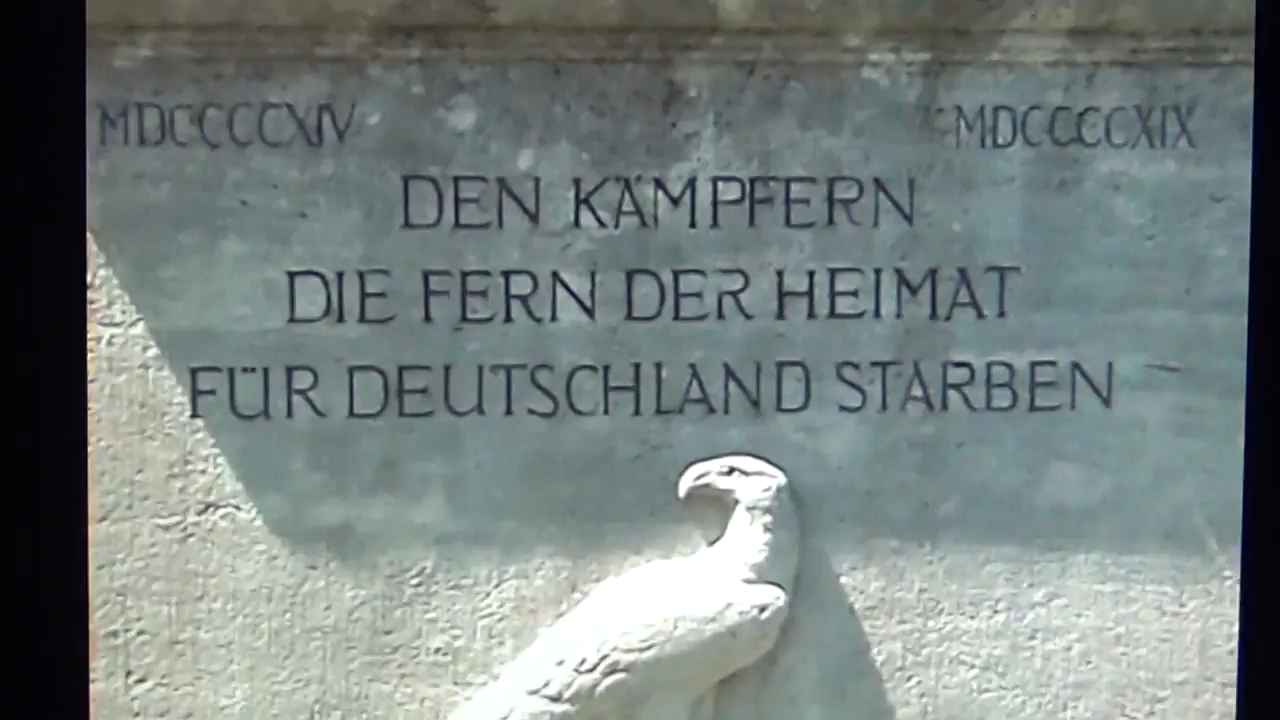 MDCCCCXIV MDCCCCXIX
DEN KÄMPFERN
DIE FERN DER HEIMAT
FÜR DEUTSCHLAND STARBEN